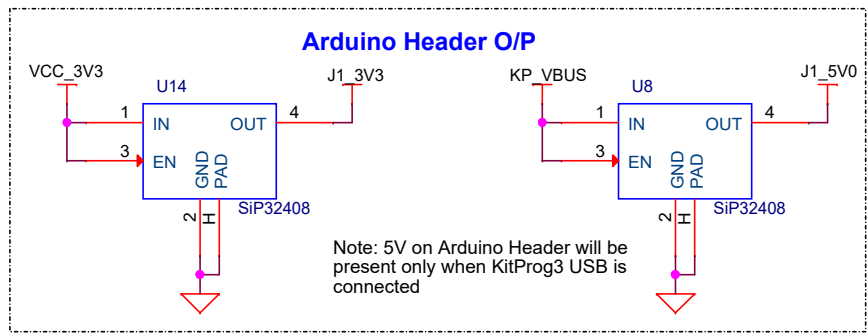 Arduino Header O/P
VCC_3V3
U14
J1_3V3
1
IN
OUT
4
3
EN
GND
PAD
SiP32408
2
H
KP_VBUS
U8
J1_5V0
1
IN
OUT
4
3
EN
GND
PAD
SiP32408
2
H
Note: 5V on Arduino Header will be
present only when KitProg3 USB is
connected